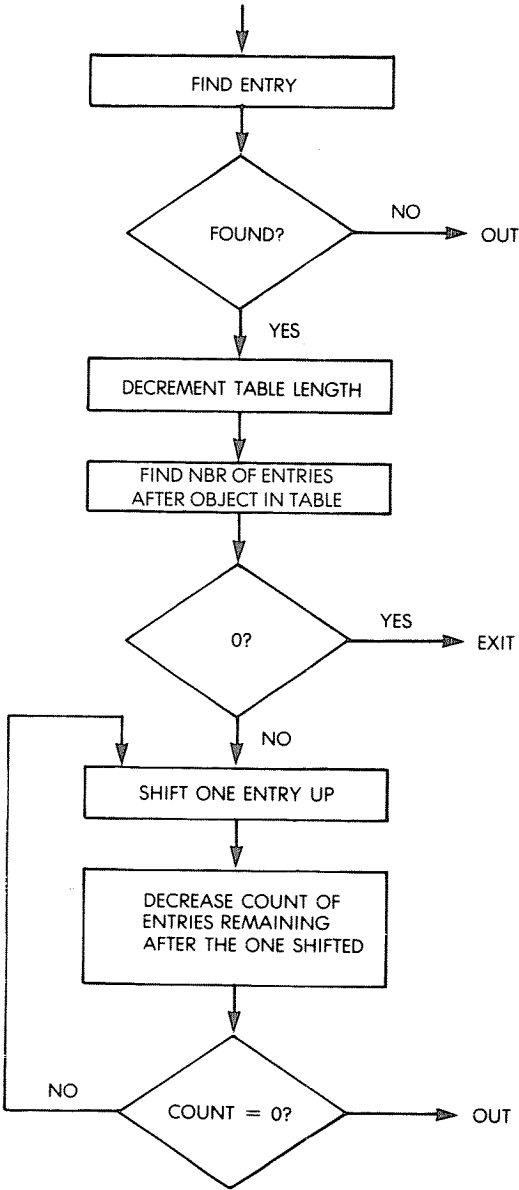 FIND ENTRY
FOUND?
NO
OUT
YES
DECREMENT TABLE LENGTH
FIND NBR OF ENTRIES
AFTER OBJECT IN TABLE
0?
YES
EXIT
NO
SHIFT ONE ENTRY UP
DECREASE COUNT OF
ENTRIES REMAINING
AFTER THE ONE SHIFTED
NO
COUNT = 0?
OUT